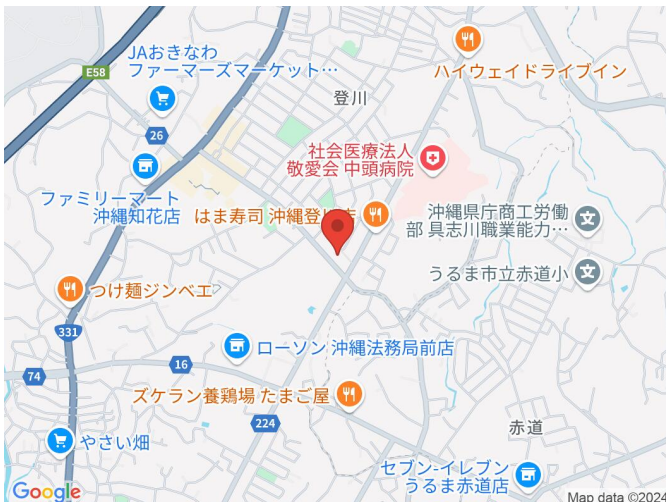 JAおきなわ
ファーマーズマーケット…
E58
ハイウェイドライブイン
登川
26
社会医療法人
敬愛会 中頭病院
ファミリーマート
沖縄知花店
はま寿司 沖縄登川店
沖縄県庁商工労働
部 具志川職業能力…
うるま市立赤道小
つけ麺ジンベエ
331
ローソン 沖縄法務局前店
16
74
ズケラン養鶏場 たまご屋
224
赤道
やさい畑
セブン-イレブン
うるま赤道店
Google
Map data ©2024